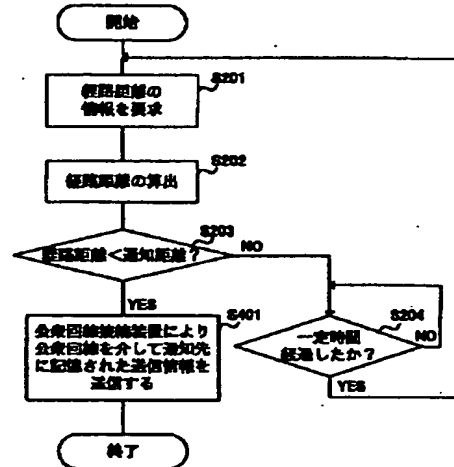 開始
S201
経路距離の
情報を要求
S202
経路距離の算出
S203
経路距離<通知距離?
NO
YES
S401
公衆回線接続装置により
公衆回線を介して通知先
に記憶された送信情報を
送信する
S204
一定時間
経過したか?
NO
YES
終了